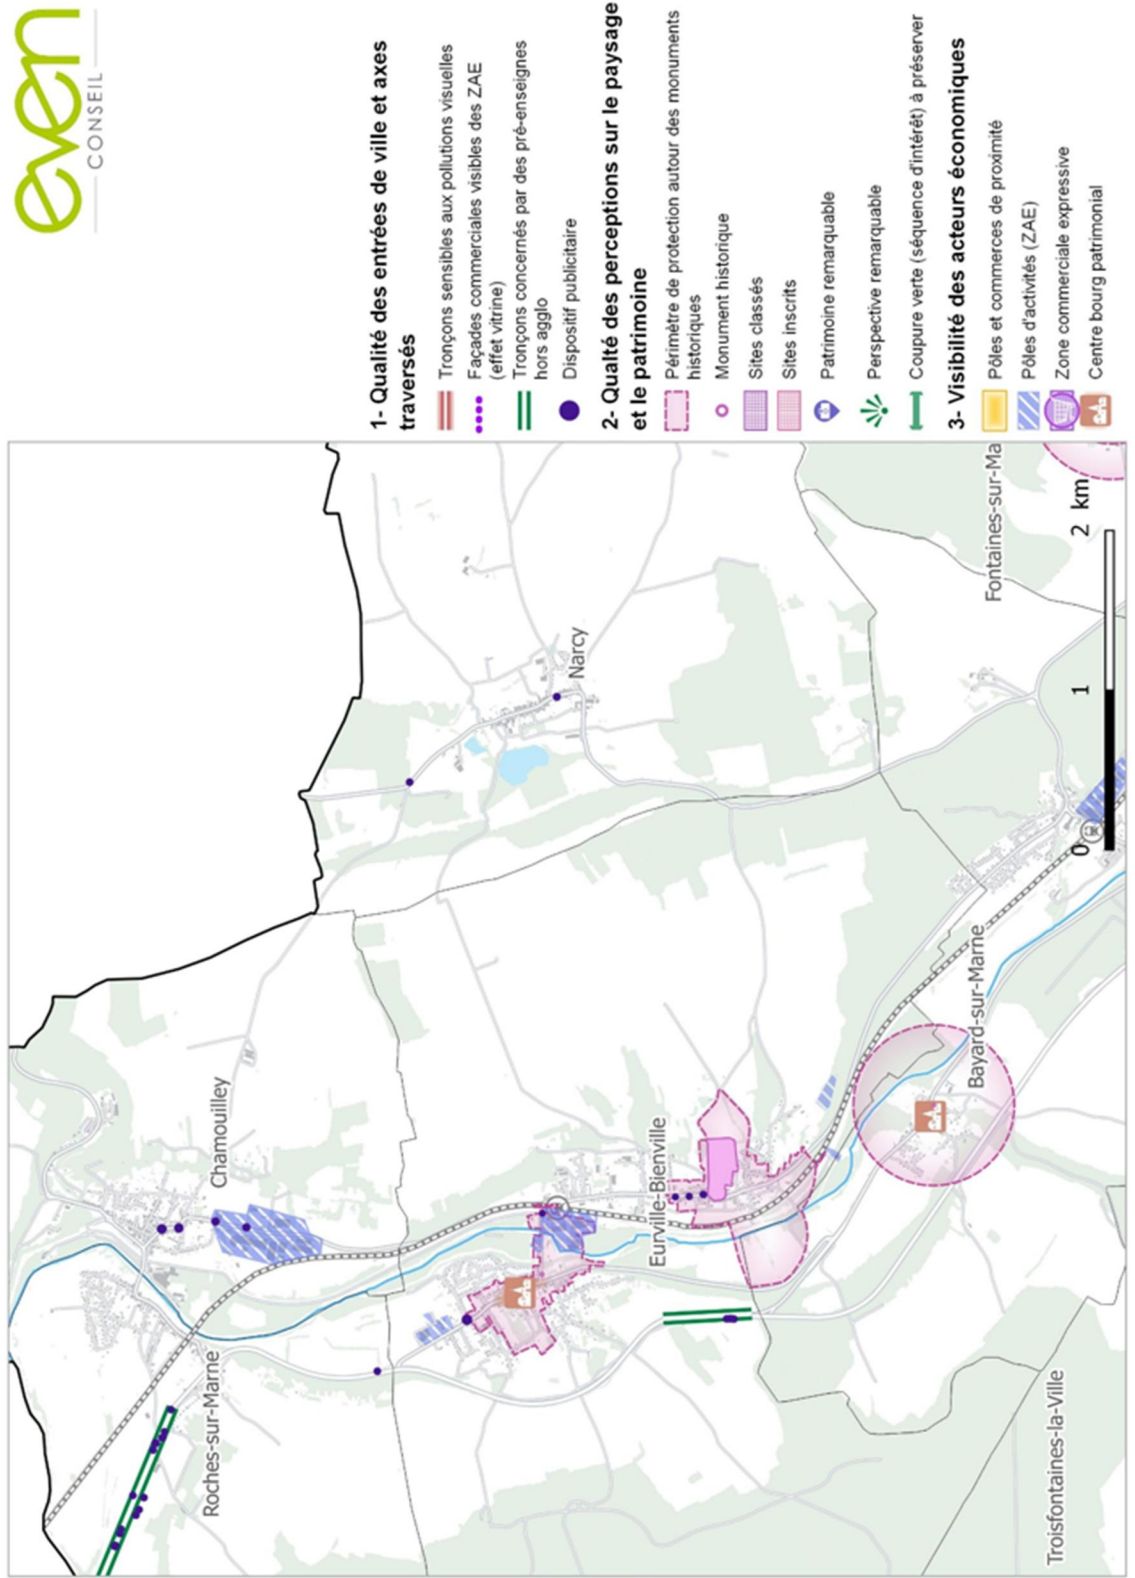 even
CONSEIL
1- Qualité des entrées de ville et axes
traversés
Tronçons sensibles aux pollutions visuelles
Façades commerciales visibles des ZAE
(effet vitrine)
Tronçons concernés par des pré-enseignes
hors agglo
Dispositif publicitaire
2- Qualté des perceptions sur le paysage
et le patrimoine
Périmètre de protection autour des monuments
historiques
Monument historique
Sites classés
Sites inscrits
Patrimoine remarquable
Perspective remarquable
Coupure verte (séquence d'intérêt) à préserver
3- Visibilité des acteurs économiques
Pôles et commerces de proximité
Pôles d'activités (ZAE)
Zone commerciale expressive
Centre bourg patrimonial
Chamouilley
Roches-sur-Marne
Narcy
Eurville-Bienville
Bayard-sur-Marne
Fontaines-sur-Ma
Troisfontaines-la-Ville
0 1 2 km